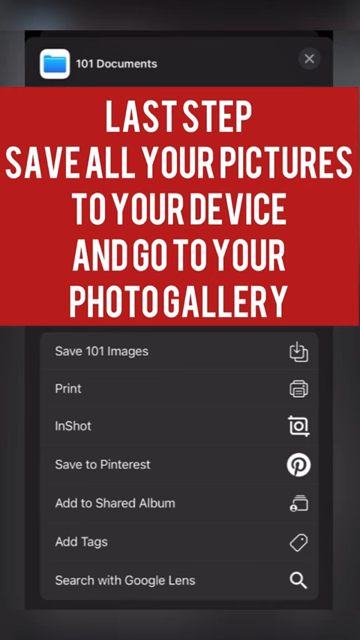 101 Documents
LAST STEP
SAVE ALL YOUR PICTURES
TO YOUR DEVICE
AND GO TO YOUR
PHOTO GALLERY
Save 101 Images
Print
InShot
Save to Pinterest
Add to Shared Album
Add Tags
Search with Google Lens